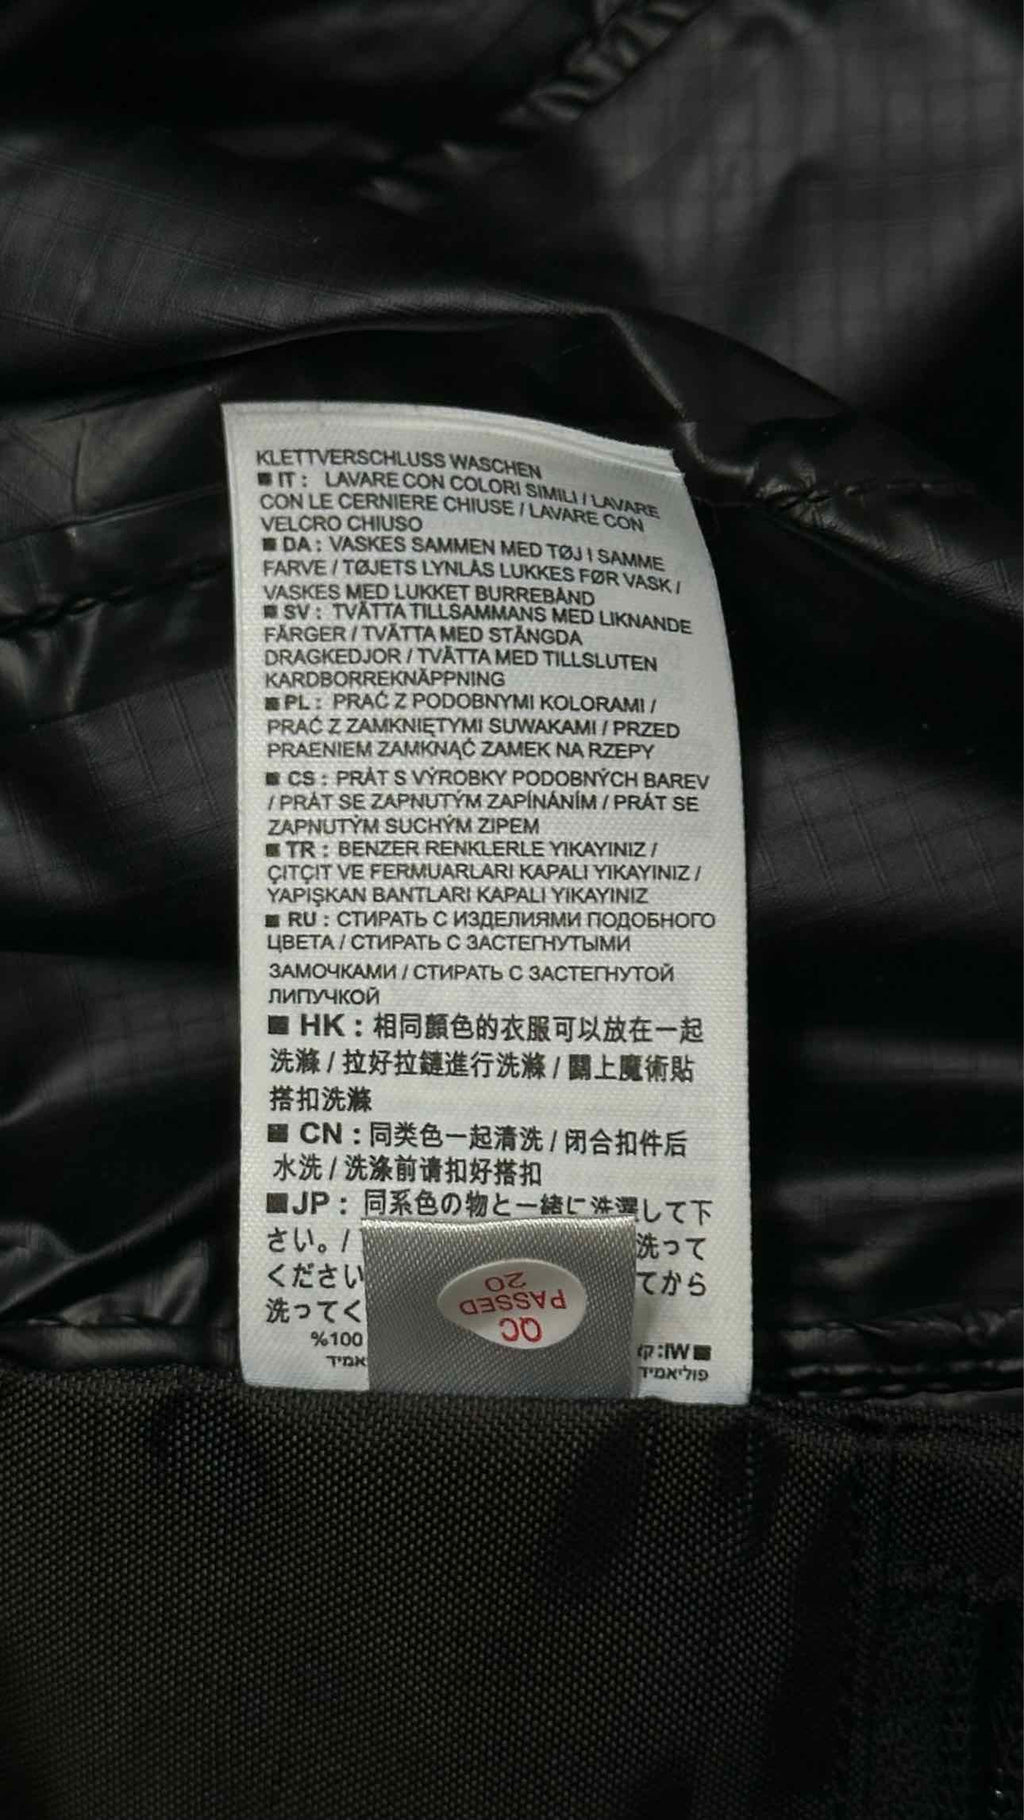 KLETTVERSCHLUSS WASCHEN
■ IT : LAVARE CON COLORI SIMILI / LAVARE
CON LE CERNIERE CHIUSE / LAVARE CON
VELCRO CHIUSO
■ DA : VASKES SAMMEN MED TØJ I SAMME
FARVE / TØJETS LYNLÅS LUKKES FØR VASK /
VASKES MED LUKKET BURREBÅND
■ SV : TVÄTTA TILLSAMMANS MED LIKNANDE
FÄRGER / TVÄTTA MED STÄNGDA
DRAGKEDJOR / TVÄTTA MED TILLSLUTEN
KARDBORREKNÄPPNING
■ PL : PRAĆ Z PODOBNYMI KOLORAMI /
PRAĆ Z ZAMKNIĘTYMI SUWAKAMI / PRZED
PRAENIEM ZAMKNĄĆ ZAMEK NA RZEPY
■ CS : PRÁT S VÝROBKY PODOBNÝCH BAREV
/ PRÁT SE ZAPNUTÝM ZAPÍNÁNÍM / PRÁT SE
ZAPNUTÝM SUCHÝM ZIPEM
■ TR : BENZER RENKLERLE YIKAYINIZ /
ÇITÇIT VE FERMUARLARI KAPALI YIKAYINIZ /
YAPIŞKAN BANTLARI KAPALI YIKAYINIZ
■ RU : СТИРАТЬ С ИЗДЕЛИЯМИ ПОДОБНОГО
ЦВЕТА / СТИРАТЬ С ЗАСТЕГНУТЫМИ
ЗАМОЧКАМИ / СТИРАТЬ С ЗАСТЕГНУТОЙ
ЛИПУЧКОЙ
■ HK : 相同顏色的衣服可以放在一起
洗滌 / 拉好拉鏈進行洗滌 / 關上魔術貼
搭扣洗滌
■ CN : 同类色一起清洗 / 闭合扣件后
水洗 / 洗涤前请扣好搭扣
■ JP : 同系色の物と一緒に洗濯して下
さい。/ 洗って
ください てから
洗ってく
%100 :IW ■
פוליאמיד
QC
PASSED
20